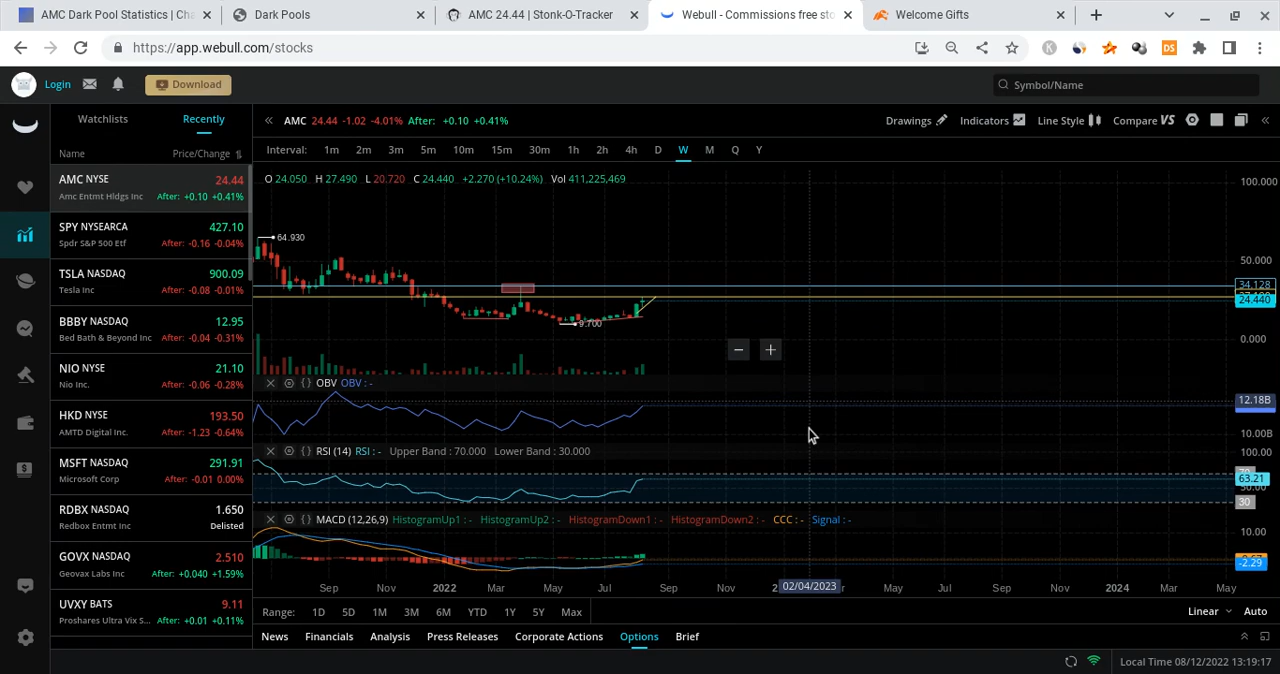 AMC Dark Pool Statistics | Cha
Dark Pools
AMC 24.44 | Stonk-O-Tracker
Webull - Commissions free sto
Welcome Gifts
https://app.webull.com/stocks
Login
Download
Symbol/Name
Watchlists
Recently
Name
Price/Change
AMC NYSE 24.44
Amc Entmt Hldgs Inc After: +0.10 +0.41%
SPY NYSEARCA 427.10
Spdr S&P 500 Etf After: -0.16 -0.04%
TSLA NASDAQ 900.09
Tesla Inc After: -0.08 -0.01%
BBBY NASDAQ 12.95
Bed Bath & Beyond Inc After: -0.04 -0.31%
NIO NYSE 21.10
Nio Inc. After: -0.06 -0.28%
HKD NYSE 193.50
AMTD Digital Inc. After: -1.23 -0.64%
MSFT NASDAQ 291.91
Microsoft Corp After: -0.01 0.00%
RDBX NASDAQ 1.650
Redbox Entmt Inc Delisted
GOVX NASDAQ 2.510
Geovax Labs Inc After: +0.040 +1.59%
UVXY BATS 9.11
Proshares Ultra Vix S... After: +0.01 +0.11%
AMC 24.44 -1.02 -4.01% After: +0.10 +0.41%
Drawings Indicators Line Style Compare VS
Interval: 1m 2m 3m 5m 10m 15m 30m 1h 2h 4h D W M Q Y
O 24.050 H 27.490 L 20.720 C 24.440 +2.270 (+10.24%) Vol 411,225,469
100.000
64.930
50.000
34.128
24.440
9.700
0.000
OBV OBV : -
12.18B
10.00B
RSI (14) RSI : - Upper Band : 70.000 Lower Band : 30.000
100.00
63.21
30
MACD (12,26,9) HistogramUp1 : - HistogramUp2 : - HistogramDown1 : - HistogramDown2 : - CCC : - Signal : -
10.00
-2.29
Sep Nov 2022 Mar May Jul Sep Nov 02/04/2023 May Jul Sep Nov 2024 Mar May
Range: 1D 5D 1M 3M 6M YTD 1Y 5Y Max
Linear Auto
News Financials Analysis Press Releases Corporate Actions Options Brief
Local Time 08/12/2022 13:19:17